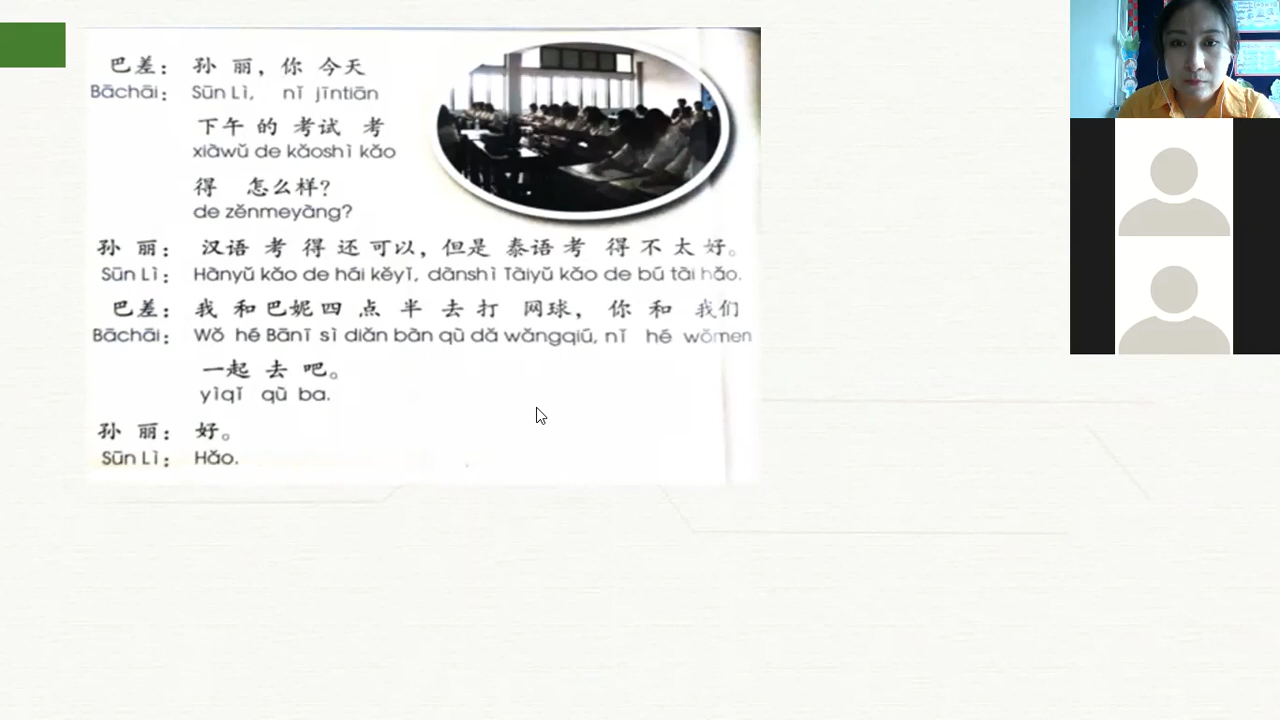 巴差： 孙 丽，你 今天
Bāchāi： Sūn Lì， nǐ jīntiān
下午 的 考试 考
xiàwǔ de kǎoshì kǎo
得 怎么样？
de zěnmeyàng？
孙 丽： 汉语 考 得 还 可以，但是 泰语 考 得 不 太 好。
Sūn Lì： Hànyǔ kǎo de hái kěyǐ， dànshì Tàiyǔ kǎo de bú tài hǎo.
巴差： 我 和 巴妮 四 点 半 去 打 网球， 你 和 我们
Bāchāi： Wǒ hé Bānī sì diǎn bàn qù dǎ wǎngqiú， nǐ hé wǒmen
一起 去 吧。
yìqǐ qù ba.
孙 丽： 好。
Sūn Lì： Hǎo.